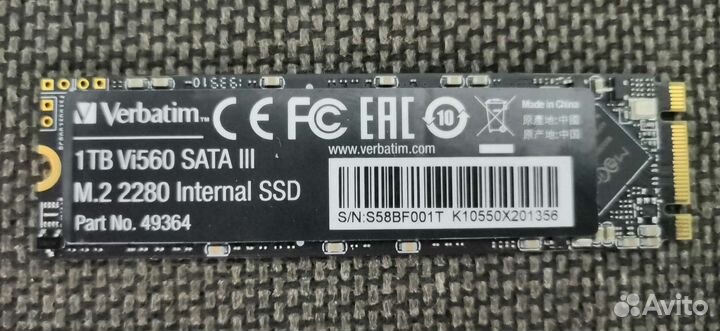 Verbatim™ CE FC EAC 10
1TB Vi560 SATA III
M.2 2280 Internal SSD
Part No. 49364
www.verbatim.com
Made in China
原產地:中國
原产地:中国
S/N:S58BF001T K10550X201356
Avito